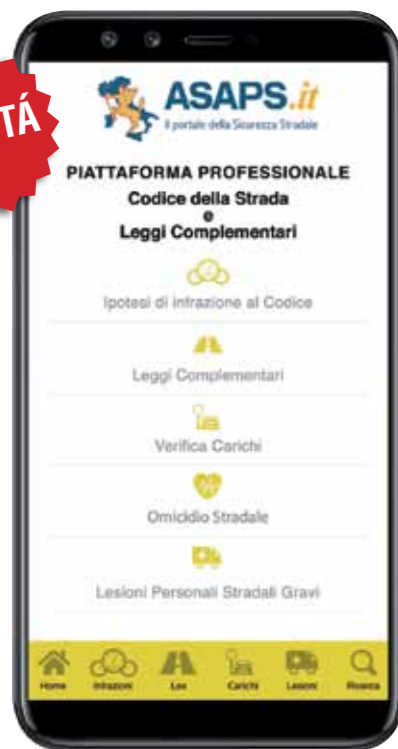 TÁ
ASAPS.it
Il portale della Sicurezza Stradale
PIATTAFORMA PROFESSIONALE
Codice della Strada
e
Leggi Complementari
Ipotesi di infrazione al Codice
Leggi Complementari
Verifica Carichi
Omicidio Stradale
Lesioni Personali Stradali Gravi
Home Infrazioni Lex Carichi Lesioni Ricerca